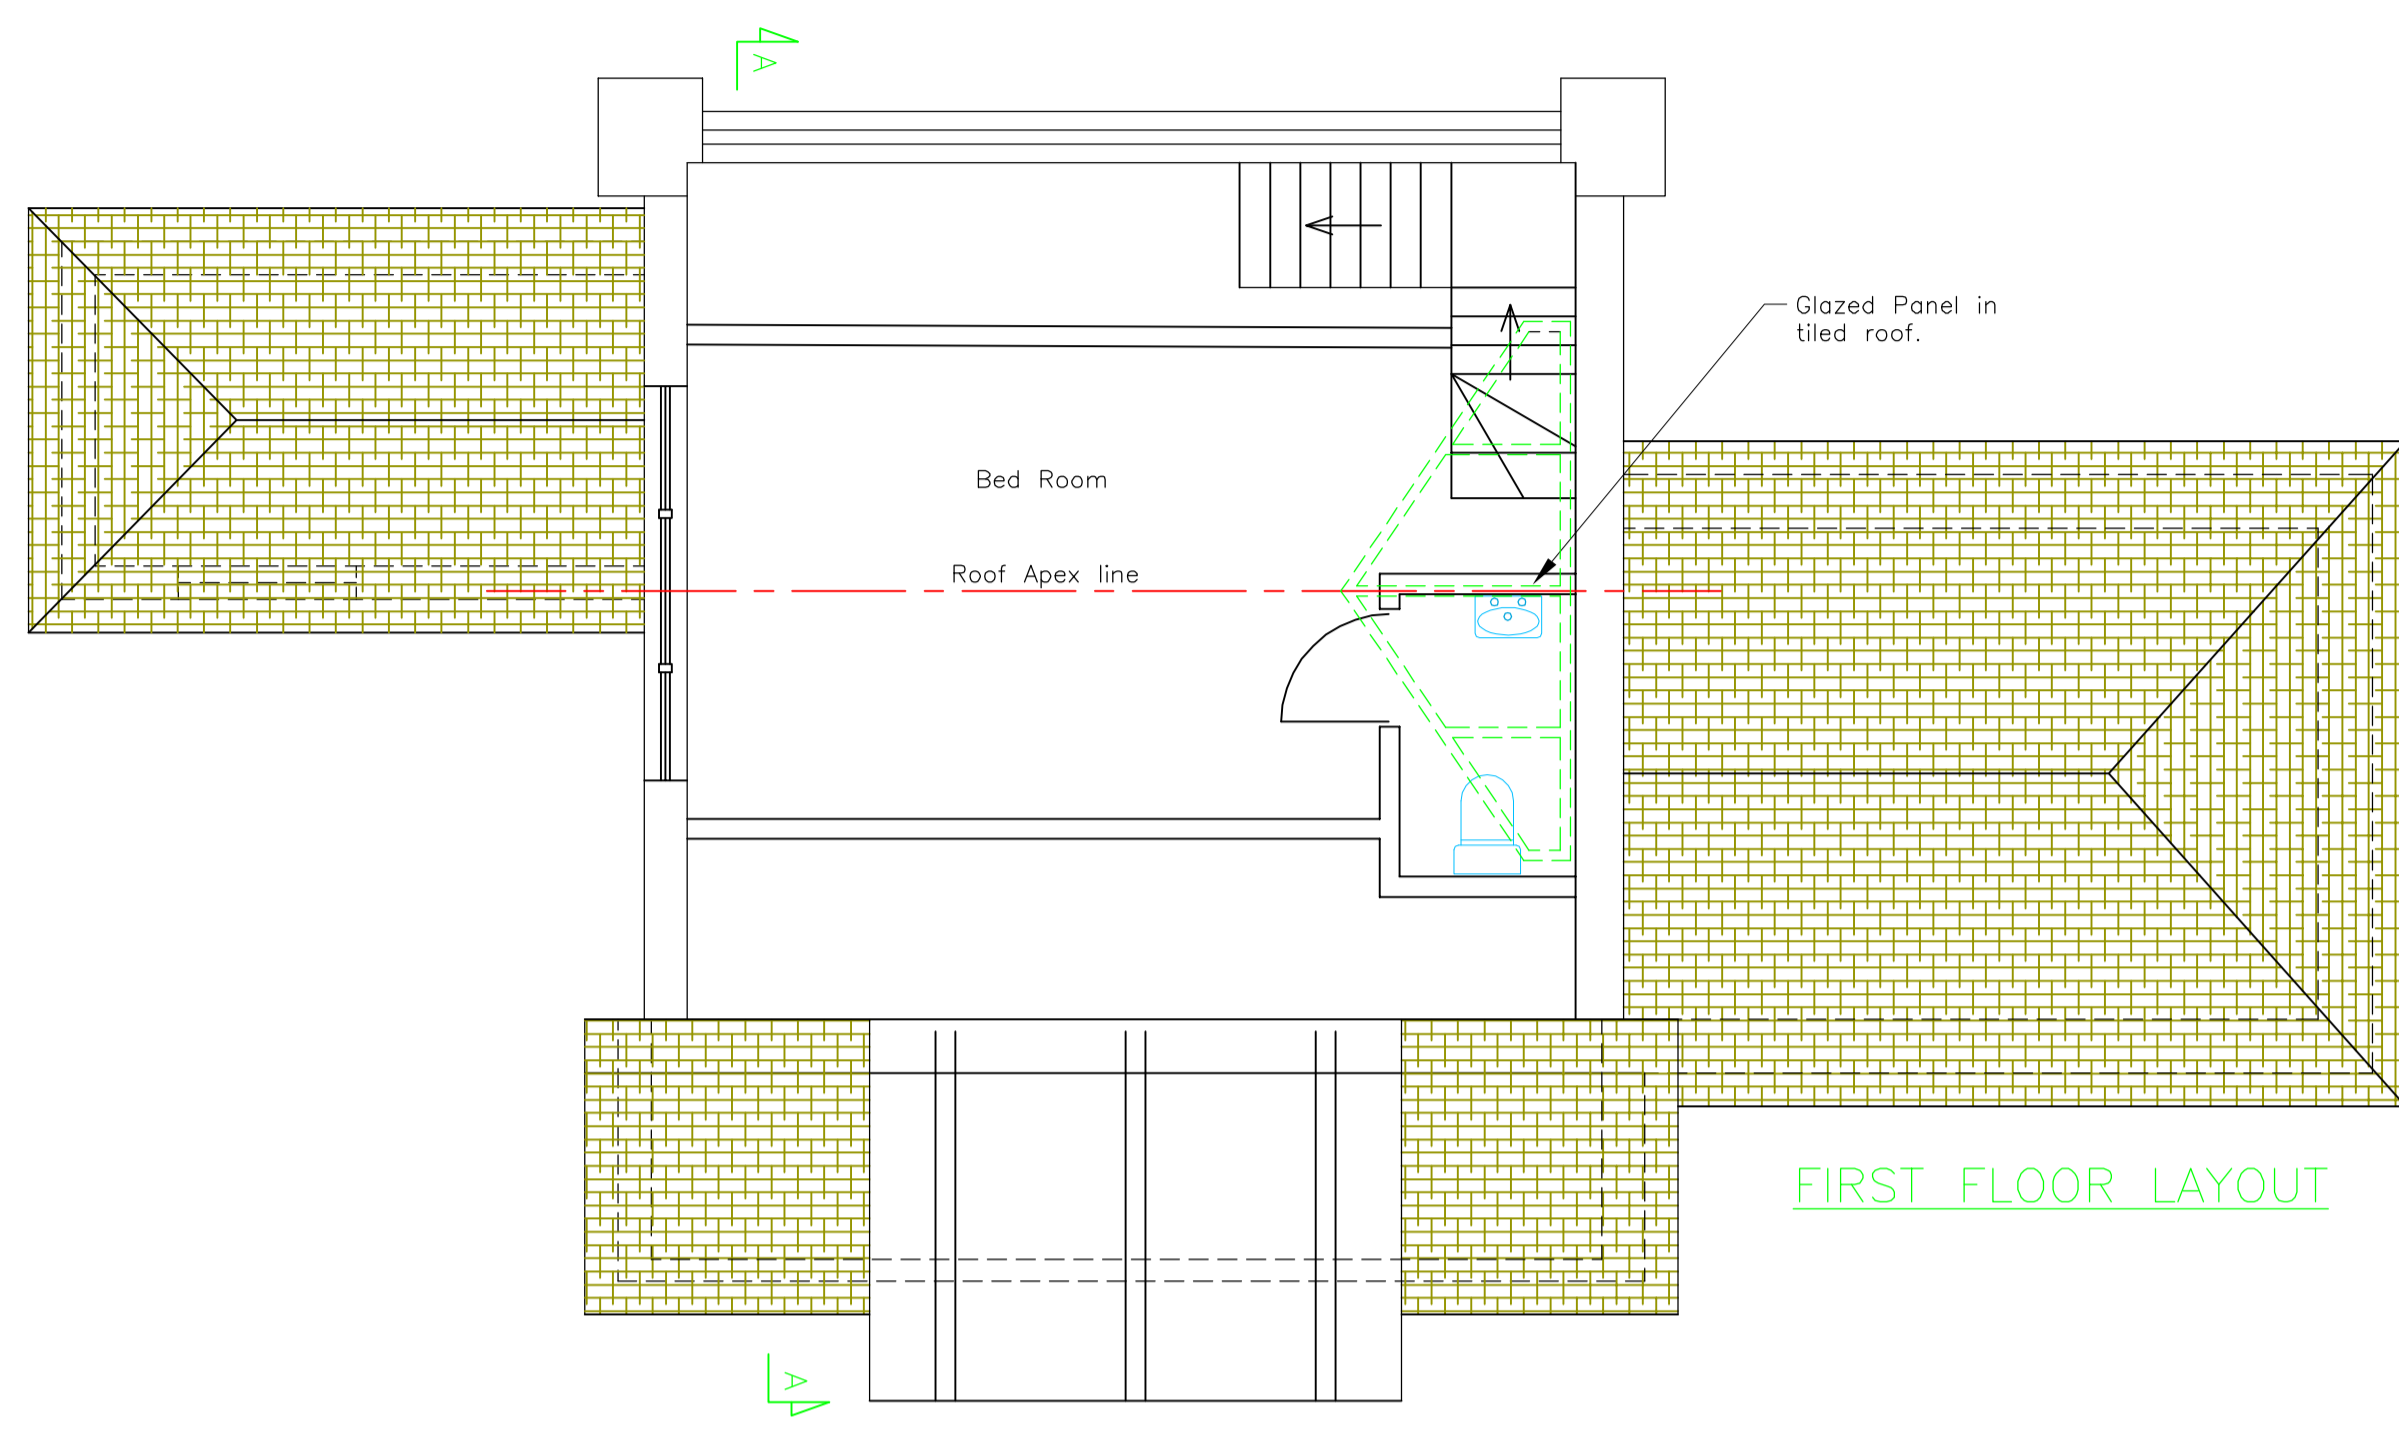 A
Glazed Panel in
tiled roof.
Bed Room
Roof Apex line
FIRST FLOOR LAYOUT
A